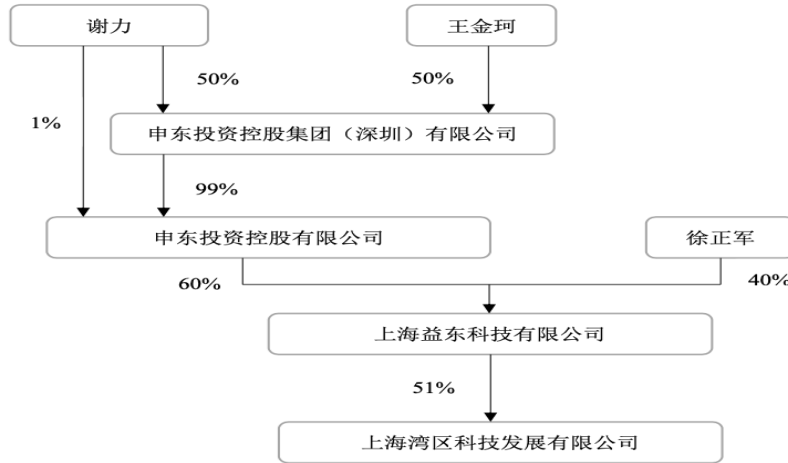 谢力
王金珂
50%
50%
1%
申东投资控股集团（深圳）有限公司
99%
申东投资控股有限公司
徐正军
60%
40%
上海益东科技有限公司
51%
上海湾区科技发展有限公司